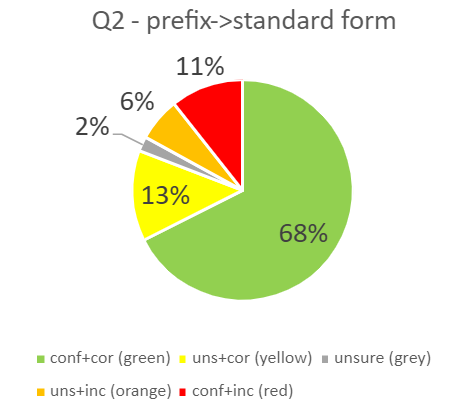 Q2 - prefix->standard form
11%
6%
2%
13%
68%
conf+cor (green) uns+cor (yellow) unsure (grey)
uns+inc (orange) conf+inc (red)